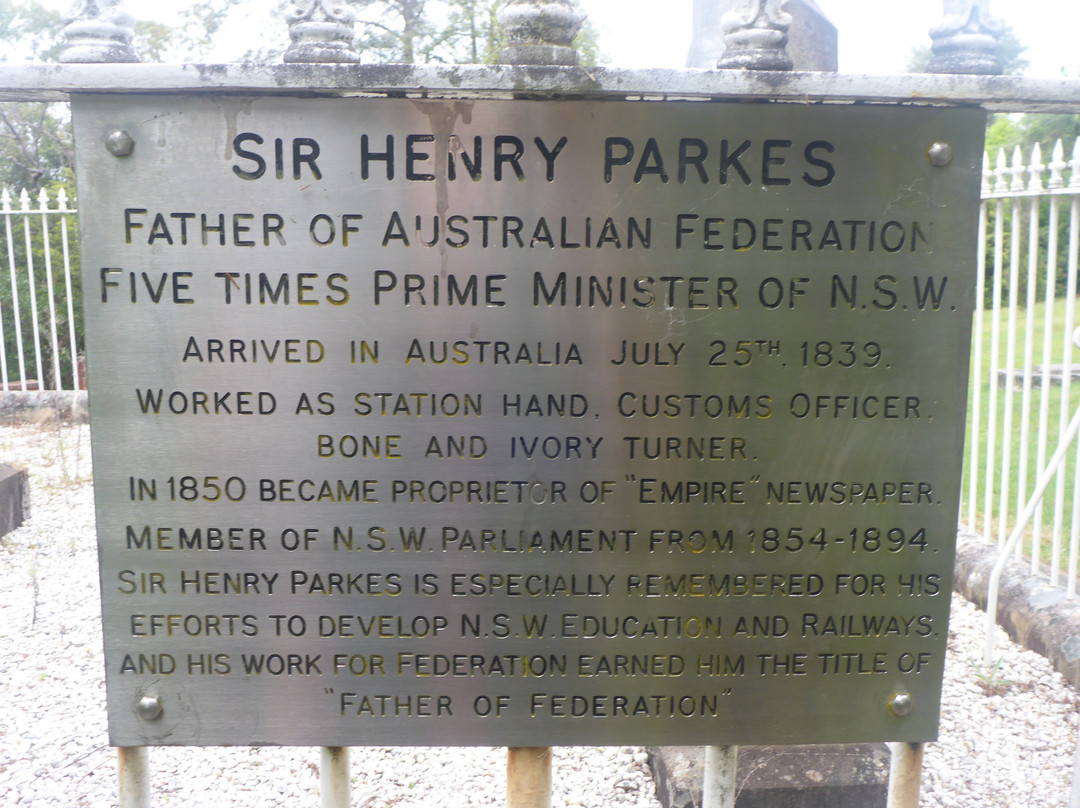 SIR HENRY PARKES
FATHER OF AUSTRALIAN FEDERATION
FIVE TIMES PRIME MINISTER OF N.S.W.
ARRIVED IN AUSTRALIA JULY 25TH. 1839.
WORKED AS STATION HAND. CUSTOMS OFFICER.
BONE AND IVORY TURNER.
IN 1850 BECAME PROPRIETOR OF "EMPIRE" NEWSPAPER.
MEMBER OF N.S.W. PARLIAMENT FROM 1854-1894.
SIR HENRY PARKES IS ESPECIALLY REMEMBERED FOR HIS
EFFORTS TO DEVELOP N.S.W. EDUCATION AND RAILWAYS.
AND HIS WORK FOR FEDERATION EARNED HIM THE TITLE OF
"FATHER OF FEDERATION"